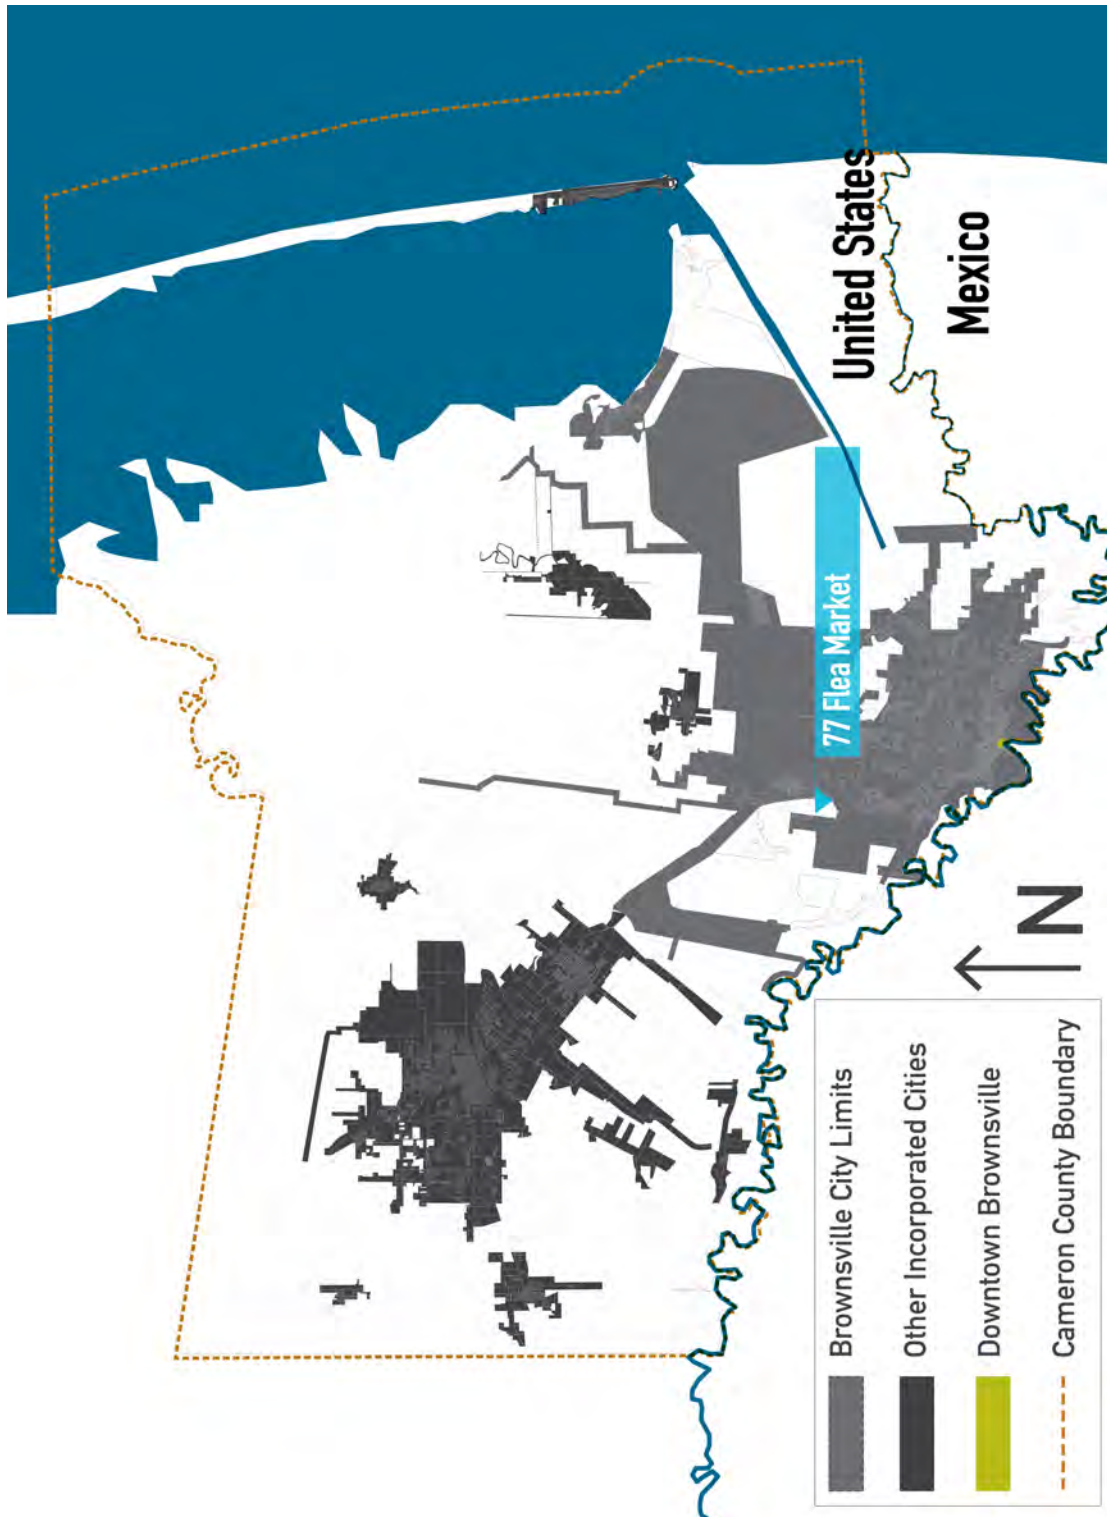 United States
Mexico
77 Flea Market
N
Brownsville City Limits
Other Incorporated Cities
Downtown Brownsville
Cameron County Boundary